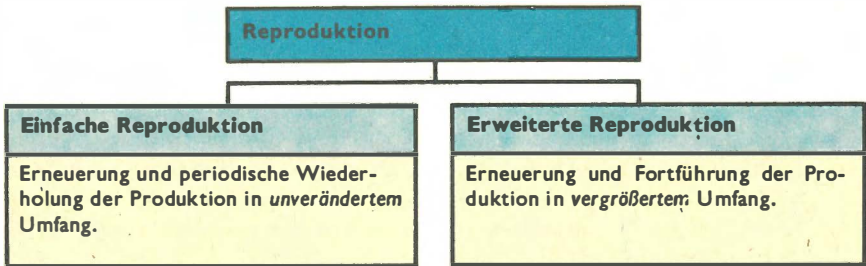 Reproduktion
Einfache Reproduktion
Erneuerung und periodische Wieder-
holung der Produktion in unverändertem
Umfang.
Erweiterte Reproduktion
Erneuerung und Fortführung der Pro-
duktion in vergrößertem Umfang.